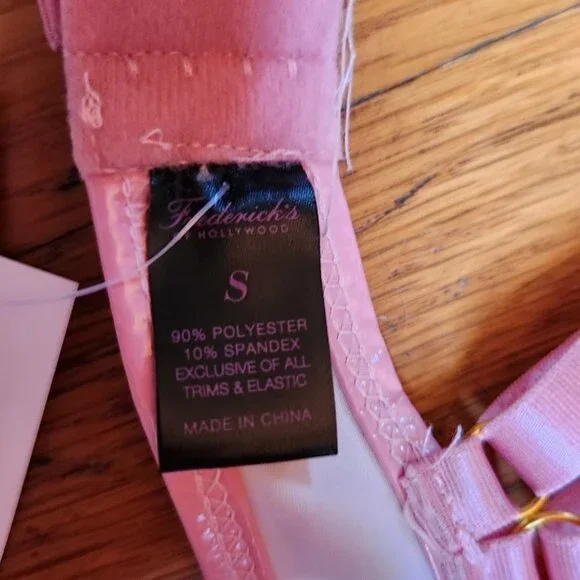 Frederick's
OF HOLLYWOOD
S
90% POLYESTER
10% SPANDEX
EXCLUSIVE OF ALL
TRIMS & ELASTIC
MADE IN CHINA